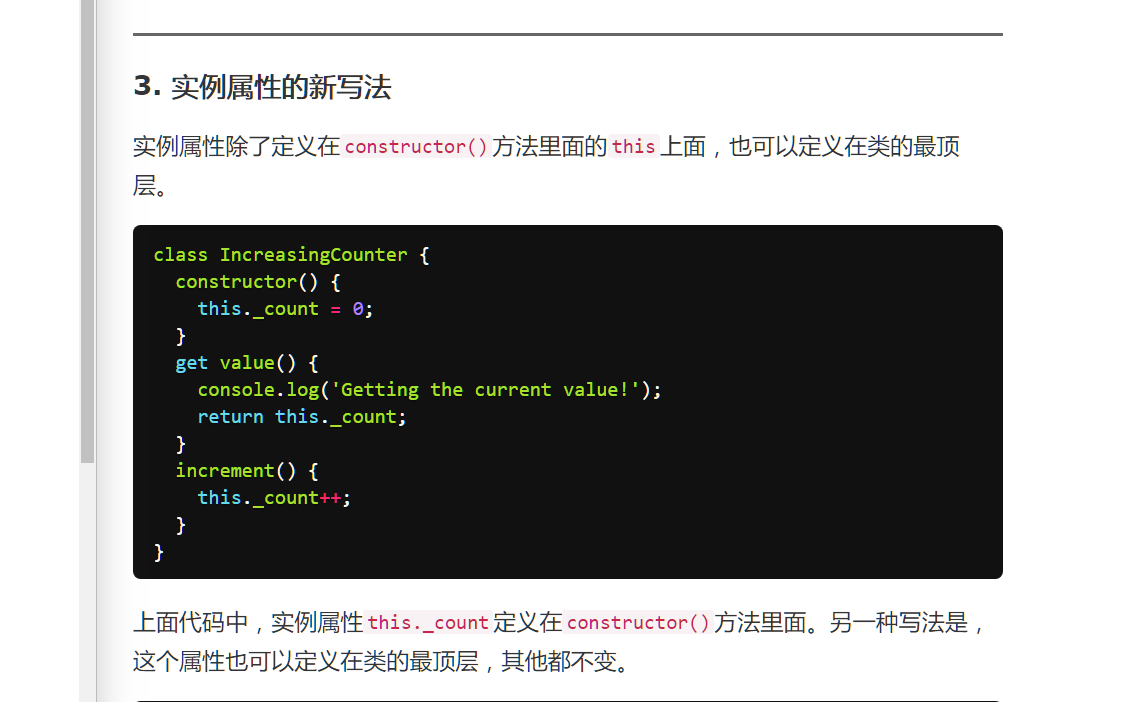 3. 实例属性的新写法
实例属性除了定义在constructor()方法里面的this上面，也可以定义在类的最顶
层。
class IncreasingCounter {
  constructor() {
    this._count = 0;
  }
  get value() {
    console.log('Getting the current value!');
    return this._count;
  }
  increment() {
    this._count++;
  }
}
上面代码中，实例属性this._count定义在constructor()方法里面。另一种写法是，
这个属性也可以定义在类的最顶层，其他都不变。